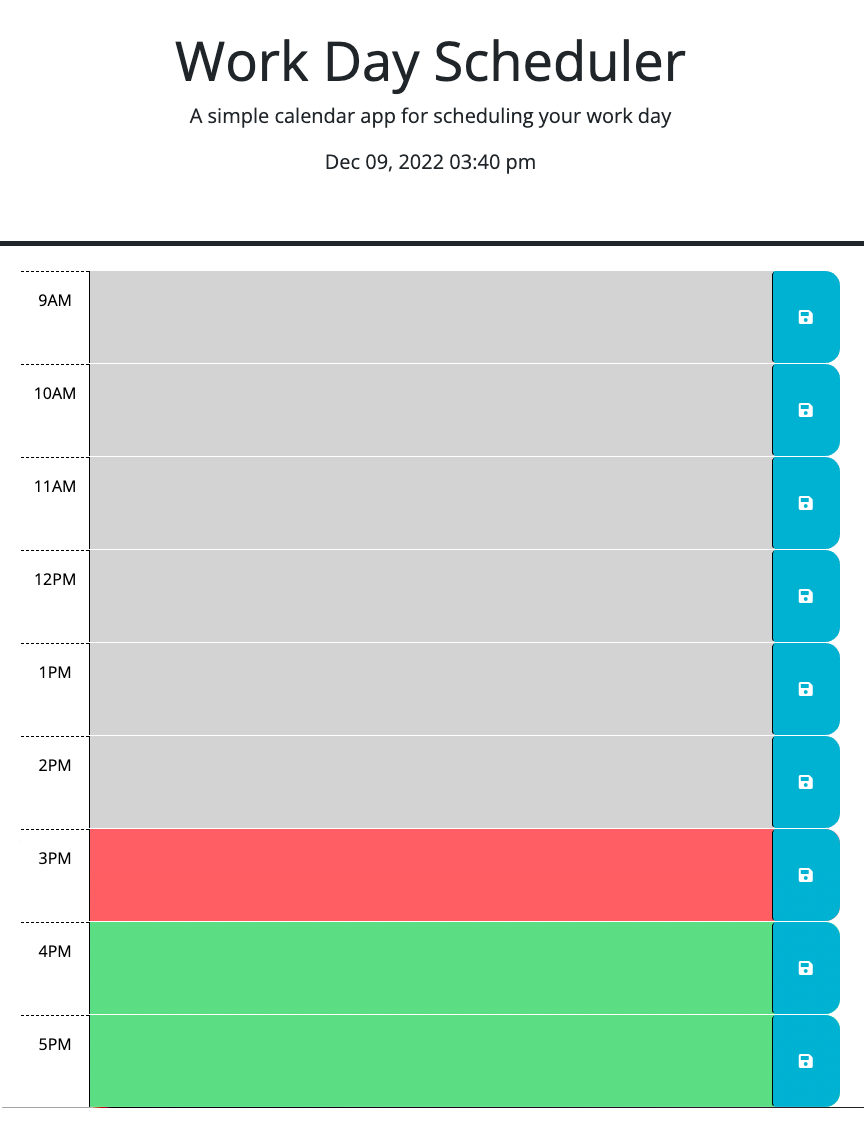 Work Day Scheduler
A simple calendar app for scheduling your work day
Dec 09, 2022 03:40 pm
9AM
10AM
11AM
12PM
1PM
2PM
3PM
4PM
5PM